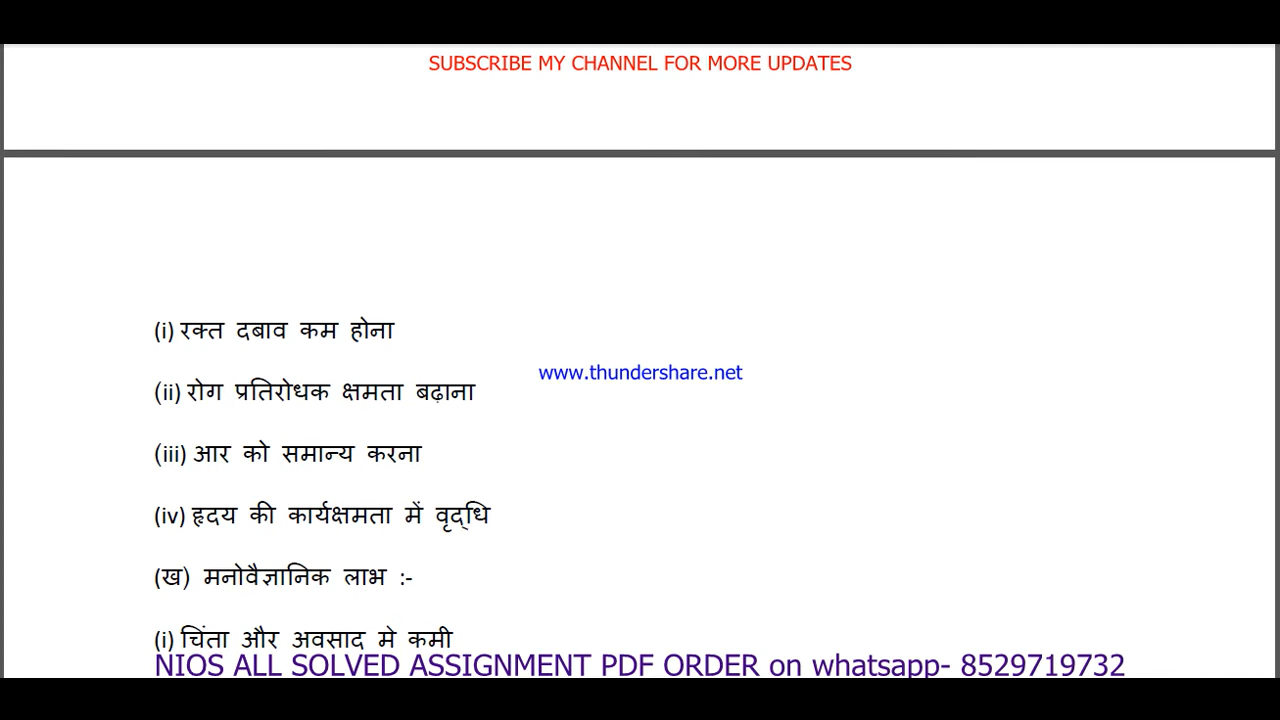 SUBSCRIBE MY CHANNEL FOR MORE UPDATES
(i) रक्त दबाव कम होना
www.thundershare.net
(ii) रोग प्रतिरोधक क्षमता बढ़ाना
(iii) आर को समान्य करना
(iv) हृदय की कार्यक्षमता में वृद्धि
(ख) मनोवैज्ञानिक लाभ :-
(i) चिंता और अवसाद मे कमी
NIOS ALL SOLVED ASSIGNMENT PDF ORDER on whatsapp- 8529719732